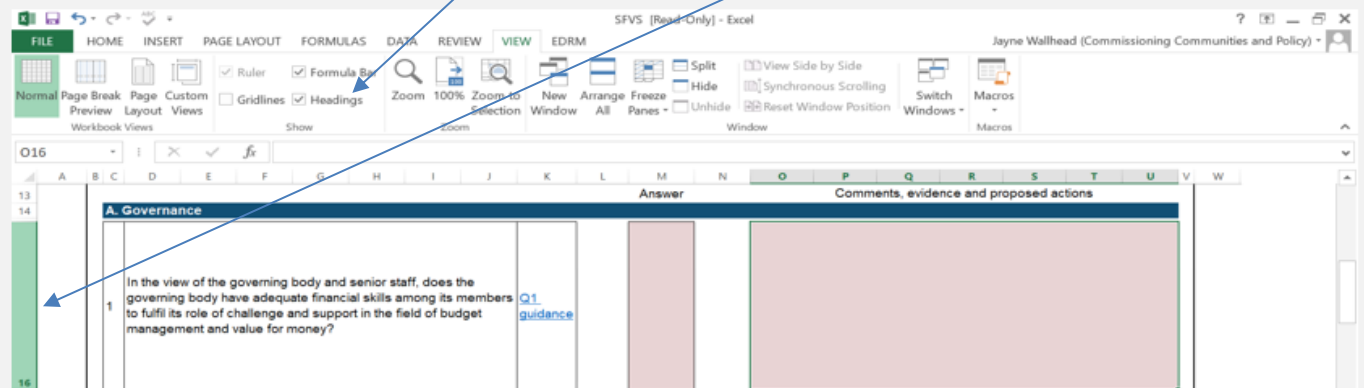 SFVS [Read-Only] - Excel
FILE HOME INSERT PAGE LAYOUT FORMULAS DATA REVIEW VIEW EDRM
Jayne Wallhead (Commissioning Communities and Policy)
Normal Page Break Preview Page Layout Custom Views
Workbook Views
Ruler Formula Bar
Gridlines Headings
Show
Zoom 100% Zoom to Selection
Zoom
New Window Arrange All Freeze Panes
Split
Hide
Unhide
View Side by Side
Synchronous Scrolling
Reset Window Position
Switch Windows
Window
Macros
Macros
O16
fx
A B C D E F G H I J K L M N O P Q R S T U V W
13 Answer Comments, evidence and proposed actions
14 A. Governance
In the view of the governing body and senior staff, does the
governing body have adequate financial skills among its members
to fulfil its role of challenge and support in the field of budget
management and value for money?
1
Q1
guidance
16